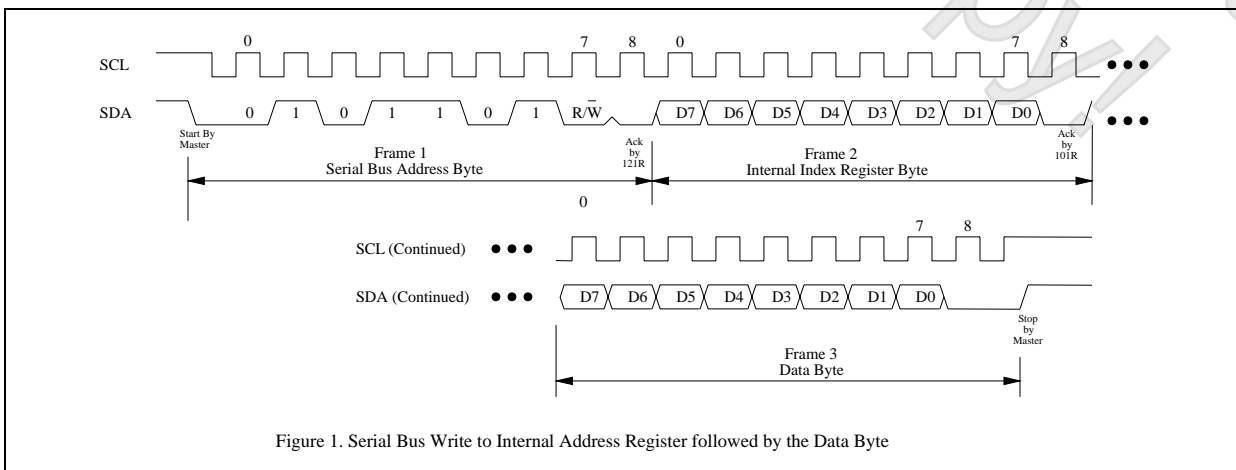 py!
0 7 8 0 7 8
SCL
SDA 0 1 0 1 1 0 1 R/W̅ D7 D6 D5 D4 D3 D2 D1 D0
Start By
Master
Ack
by
121R
Ack
by
101R
Frame 1
Serial Bus Address Byte
Frame 2
Internal Index Register Byte
0 7 8
SCL (Continued)
SDA (Continued) D7 D6 D5 D4 D3 D2 D1 D0
Stop
by
Master
Frame 3
Data Byte
Figure 1. Serial Bus Write to Internal Address Register followed by the Data Byte